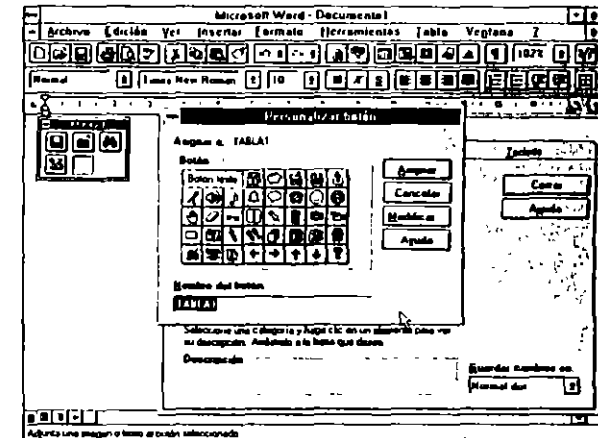 Microsoft Word - Documento1
Archivo Edición Ver Insertar Formato Herramientas Tabla Ventana ?
102%
Normal Times New Roman 10
Personalizar botón
Asignar a: TABLA1
Botón
Botón texto
Asignar
Cancelar
Modificar
Ayuda
Teclado
Cerrar
Ayuda
Nombre del botón
TABLA1
Seleccione una categoría y haga clic en un elemento para ver
su descripción. Arrástrelo a la barra que desee.
Descripción
Guardar cambios en:
Normal.dot
Adjunta una imagen o texto al botón seleccionado